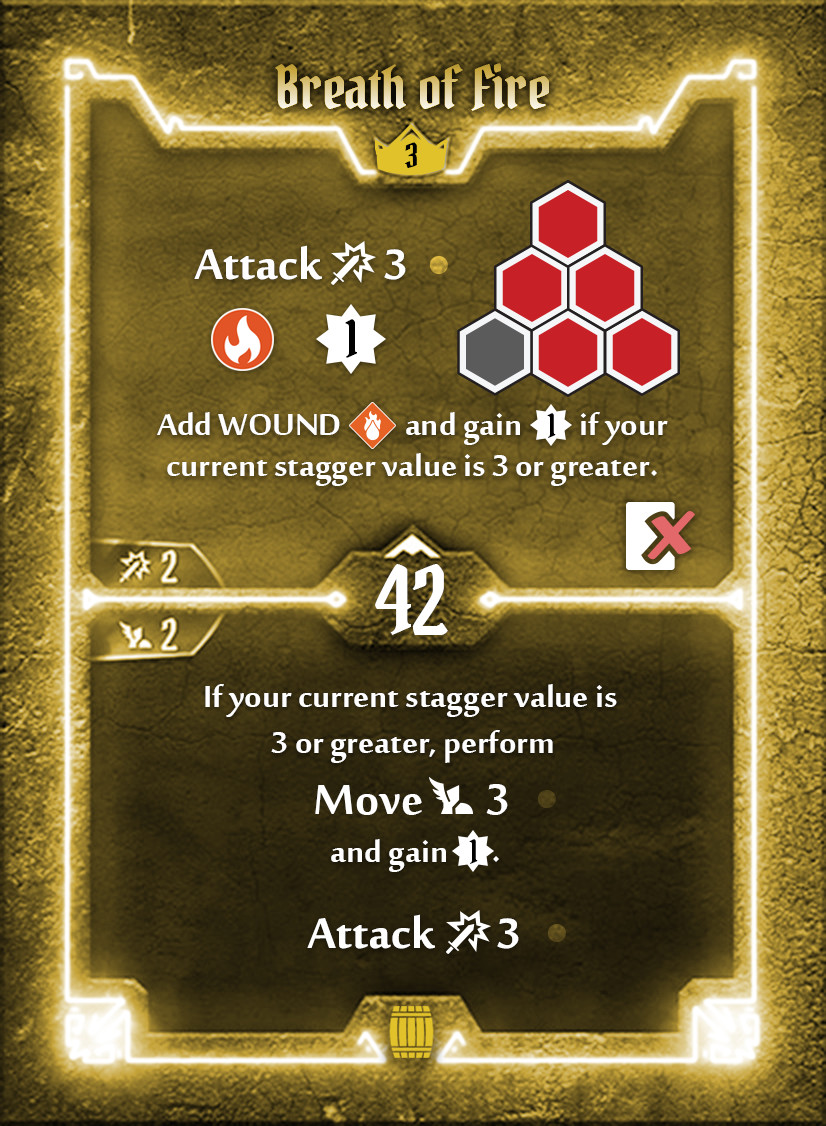 Breath of Fire
3
Attack 3
1
Add WOUND and gain 1 if your
current stagger value is 3 or greater.
2
42
2
If your current stagger value is
3 or greater, perform
Move 3
and gain 1.
Attack 3